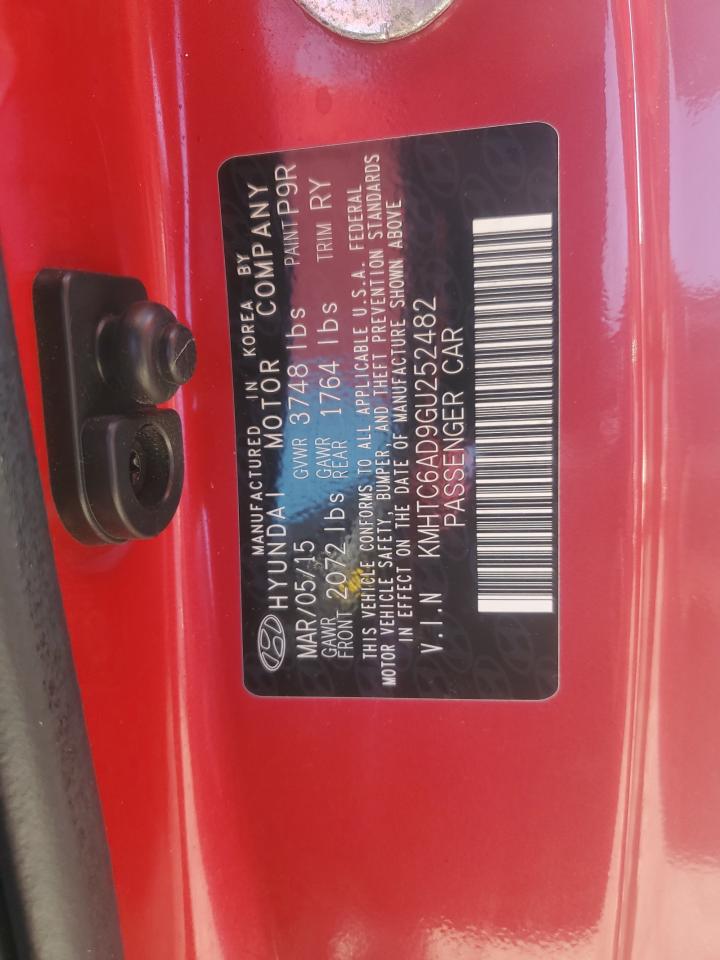 MANUFACTURED IN KOREA BY
HYUNDAI MOTOR COMPANY
MAR/05/15 GVWR 3748 lbs PAINT P9R
GAWR FRONT 2072 lbs GAWR REAR 1764 lbs TRIM RY
THIS VEHICLE CONFORMS TO ALL APPLICABLE U.S.A. FEDERAL
MOTOR VEHICLE SAFETY, BUMPER AND THEFT PREVENTION STANDARDS
IN EFFECT ON THE DATE OF MANUFACTURE SHOWN ABOVE
V.I.N KMHTC6AD9GU252482
PASSENGER CAR